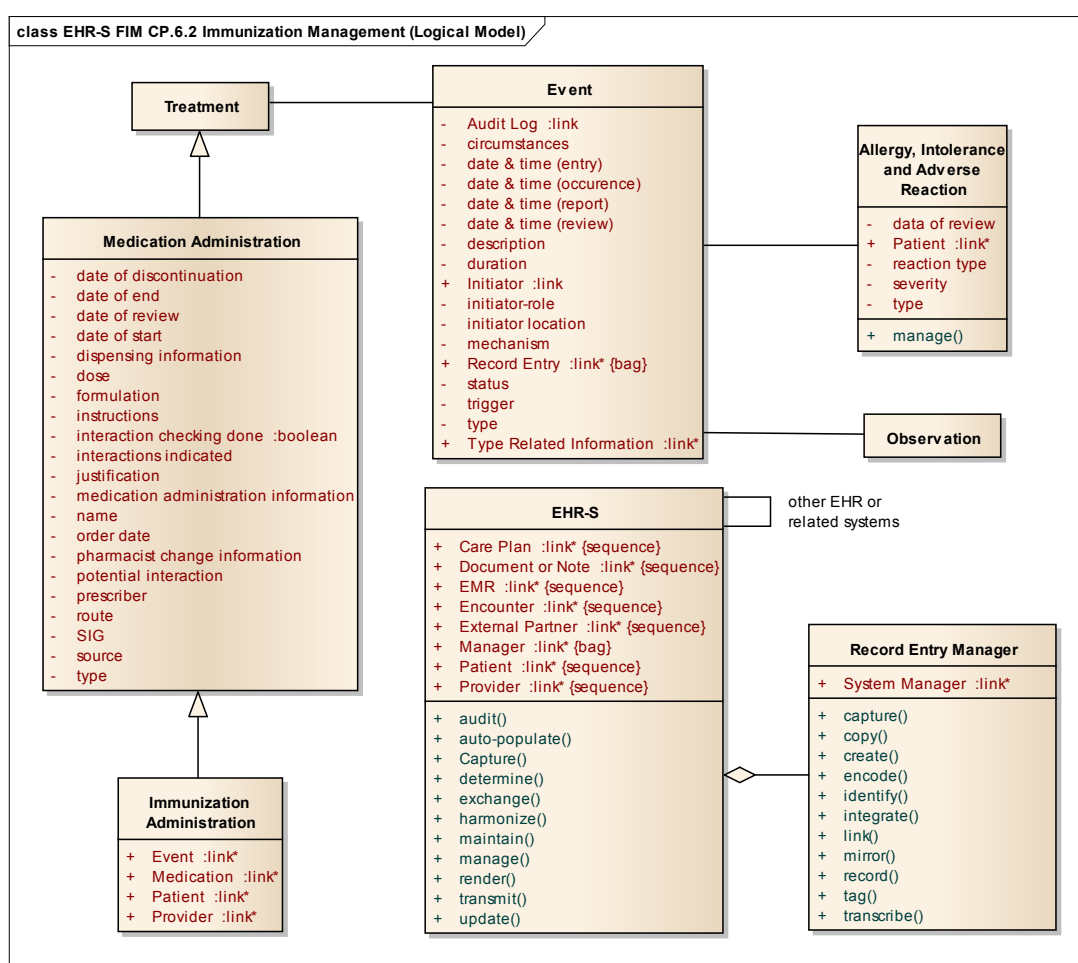 class EHR-S FIM CP.6.2 Immunization Management (Logical Model)
Treatment
Event
- Audit Log :link
- circumstances
- date & time (entry)
- date & time (occurence)
- date & time (report)
- date & time (review)
- description
- duration
+ Initiator :link
- initiator-role
- initiator location
- mechanism
+ Record Entry :link* {bag}
- status
- trigger
- type
+ Type Related Information :link*
Allergy, Intolerance
and Adverse
Reaction
- data of review
+ Patient :link*
- reaction type
- severity
- type
+ manage()
Medication Administration
- date of discontinuation
- date of end
- date of review
- date of start
- dispensing information
- dose
- formulation
- instructions
- interaction checking done :boolean
- interactions indicated
- justification
- medication administration information
- name
- order date
- pharmacist change information
- potential interaction
- prescriber
- route
- SIG
- source
- type
Observation
EHR-S
+ Care Plan :link* {sequence}
+ Document or Note :link* {sequence}
+ EMR :link* {sequence}
+ Encounter :link* {sequence}
+ External Partner :link* {sequence}
+ Manager :link* {bag}
+ Patient :link* {sequence}
+ Provider :link* {sequence}
+ audit()
+ auto-populate()
+ Capture()
+ determine()
+ exchange()
+ harmonize()
+ maintain()
+ manage()
+ render()
+ transmit()
+ update()
other EHR or
related systems
Record Entry Manager
+ System Manager :link*
+ capture()
+ copy()
+ create()
+ encode()
+ identify()
+ integrate()
+ link()
+ mirror()
+ record()
+ tag()
+ transcribe()
Immunization
Administration
+ Event :link*
+ Medication :link*
+ Patient :link*
+ Provider :link*